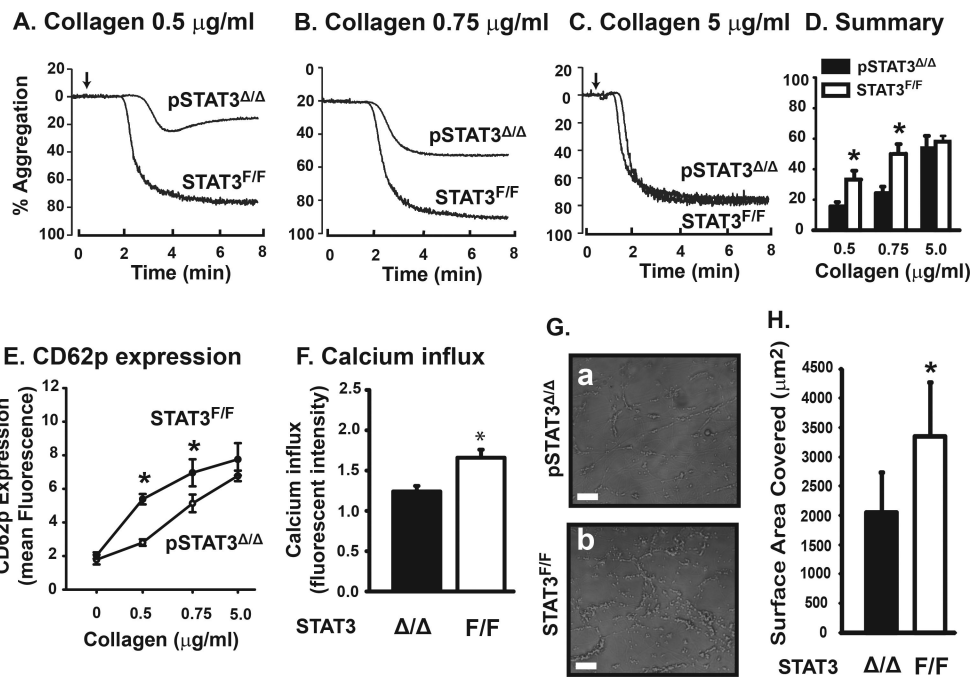 A. Collagen 0.5 μg/ml
% Aggregation
20
0
20
40
60
80
100
pSTAT3Δ/Δ
STAT3F/F
0 2 4 6 8
Time (min)
B. Collagen 0.75 μg/ml
0
20
40
60
80
100
pSTAT3Δ/Δ
STAT3F/F
0 2 4 6 8
Time (min)
C. Collagen 5 μg/ml
20
0
20
40
60
80
100
pSTAT3Δ/Δ
STAT3F/F
0 2 4 6 8
Time (min)
D. Summary
pSTAT3Δ/Δ
STAT3F/F
100
80
60
40
20
0
* *
0.5 0.75 5.0
Collagen (μg/ml)
E. CD62p expression
CD62p Expression
(mean Fluorescence)
12
10
8
6
4
2
0
STAT3F/F
* *
pSTAT3Δ/Δ
0 0.5 0.75 5.0
Collagen (μg/ml)
F. Calcium influx
Calcium influx
(fluorescent intensity)
2.5
2.0
1.5
1.0
0.5
0.0
*
STAT3 Δ/Δ F/F
G.
pSTAT3Δ/Δ
a
STAT3F/F
b
H.
Surface Area Covered (μm2)
4500
4000
3500
3000
2500
2000
1500
1000
500
0
*
STAT3 Δ/Δ F/F